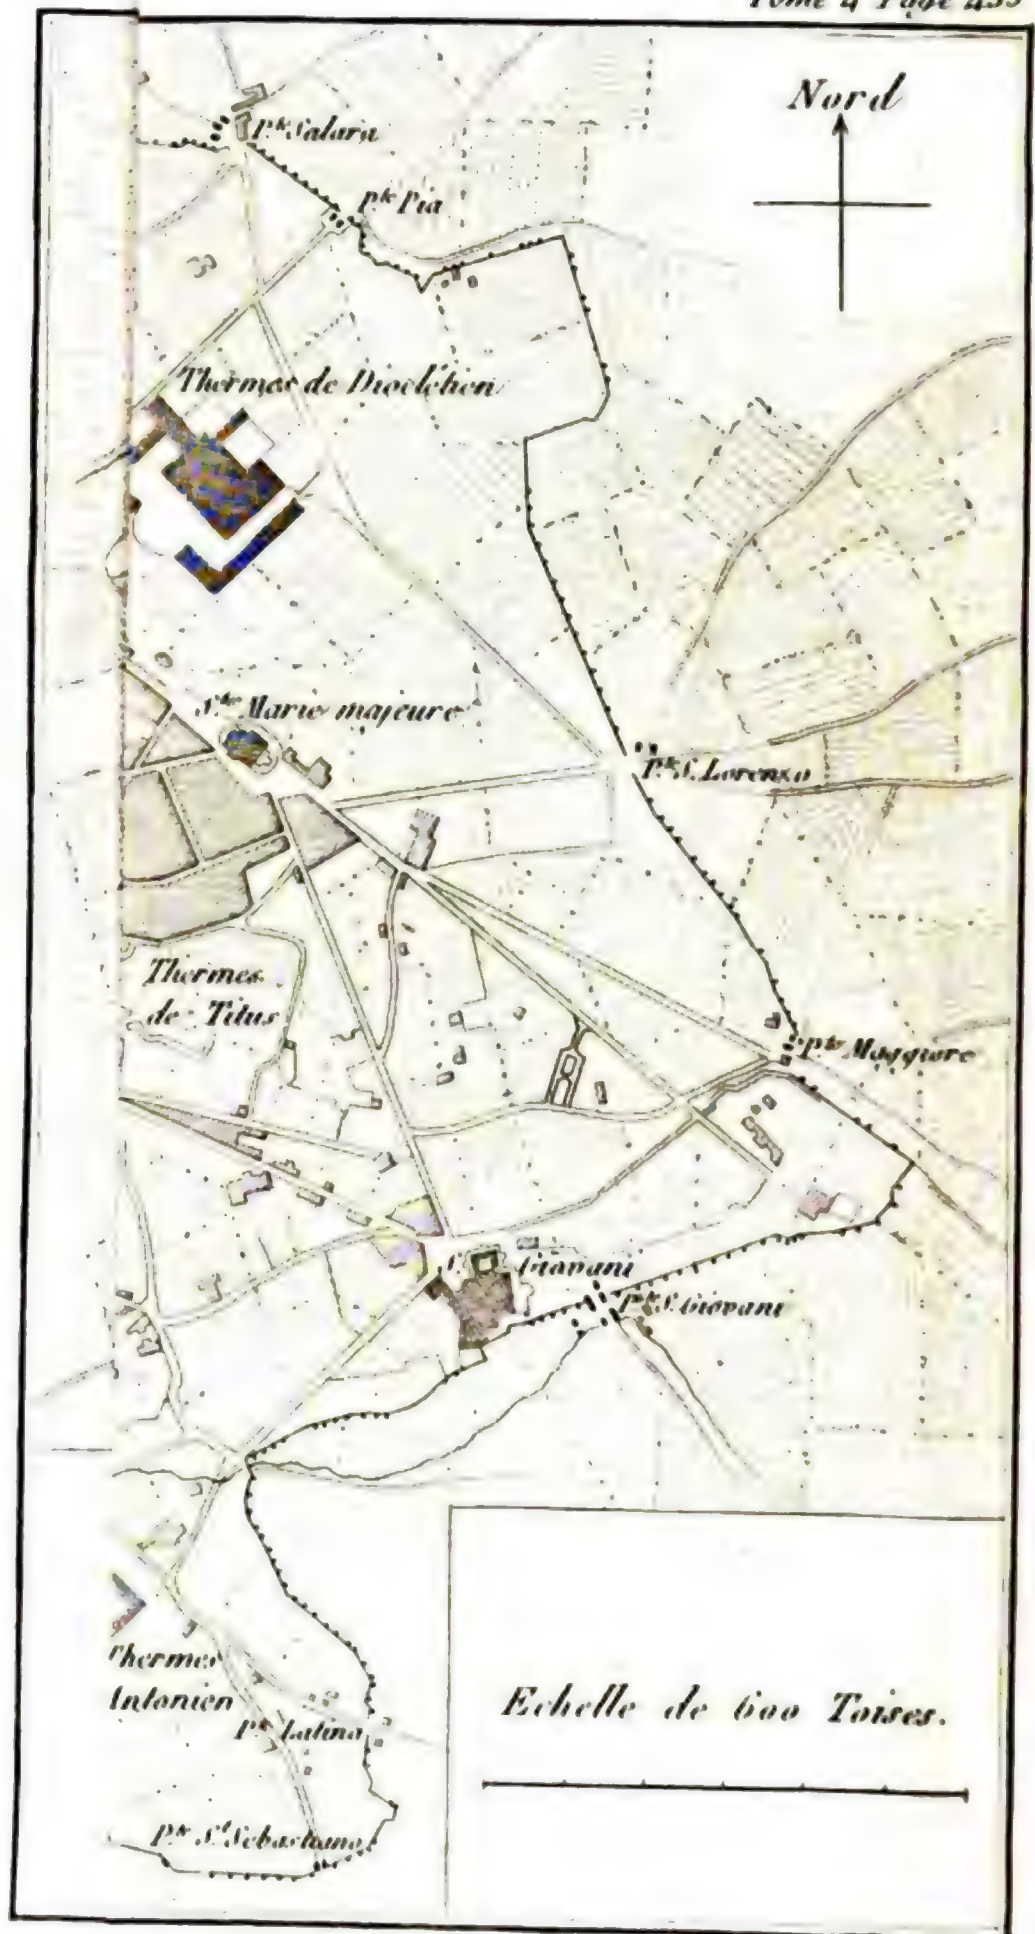 Tome 4 Page 455
Nord
Pte Salara
Pte Pia
Thermes de Dioclétien
Ste Marie majeure
Pte S. Lorenzo
Thermes
de Titus
Pte Maggiore
S. Giovani
Pte S. Giovani
Thermes
Antonien
Pte Latina
Pte St Sebastiano
Echelle de 600 Toises.